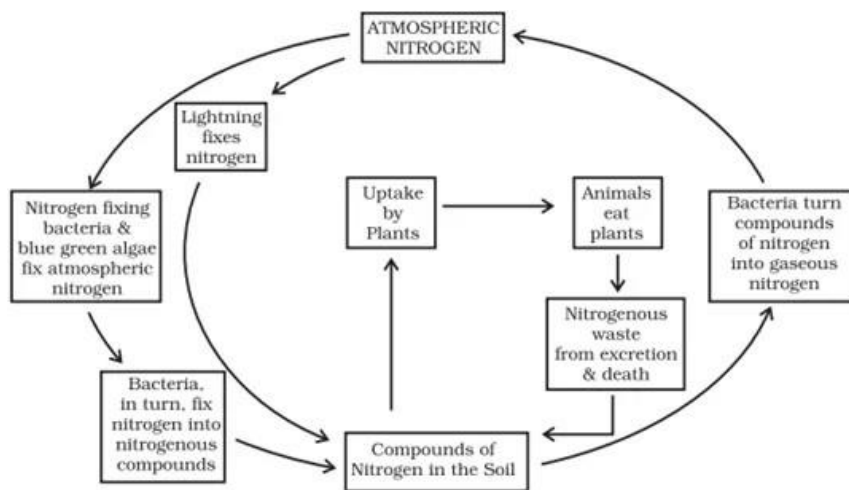 ATMOSPHERIC
NITROGEN
Lightning
fixes
nitrogen
Nitrogen fixing
bacteria &
blue green algae
fix atmospheric
nitrogen
Uptake
by
Plants
Animals
eat
plants
Bacteria turn
compounds
of nitrogen
into gaseous
nitrogen
Nitrogenous
waste
from excretion
& death
Bacteria,
in turn, fix
nitrogen into
nitrogenous
compounds
Compounds of
Nitrogen in the Soil